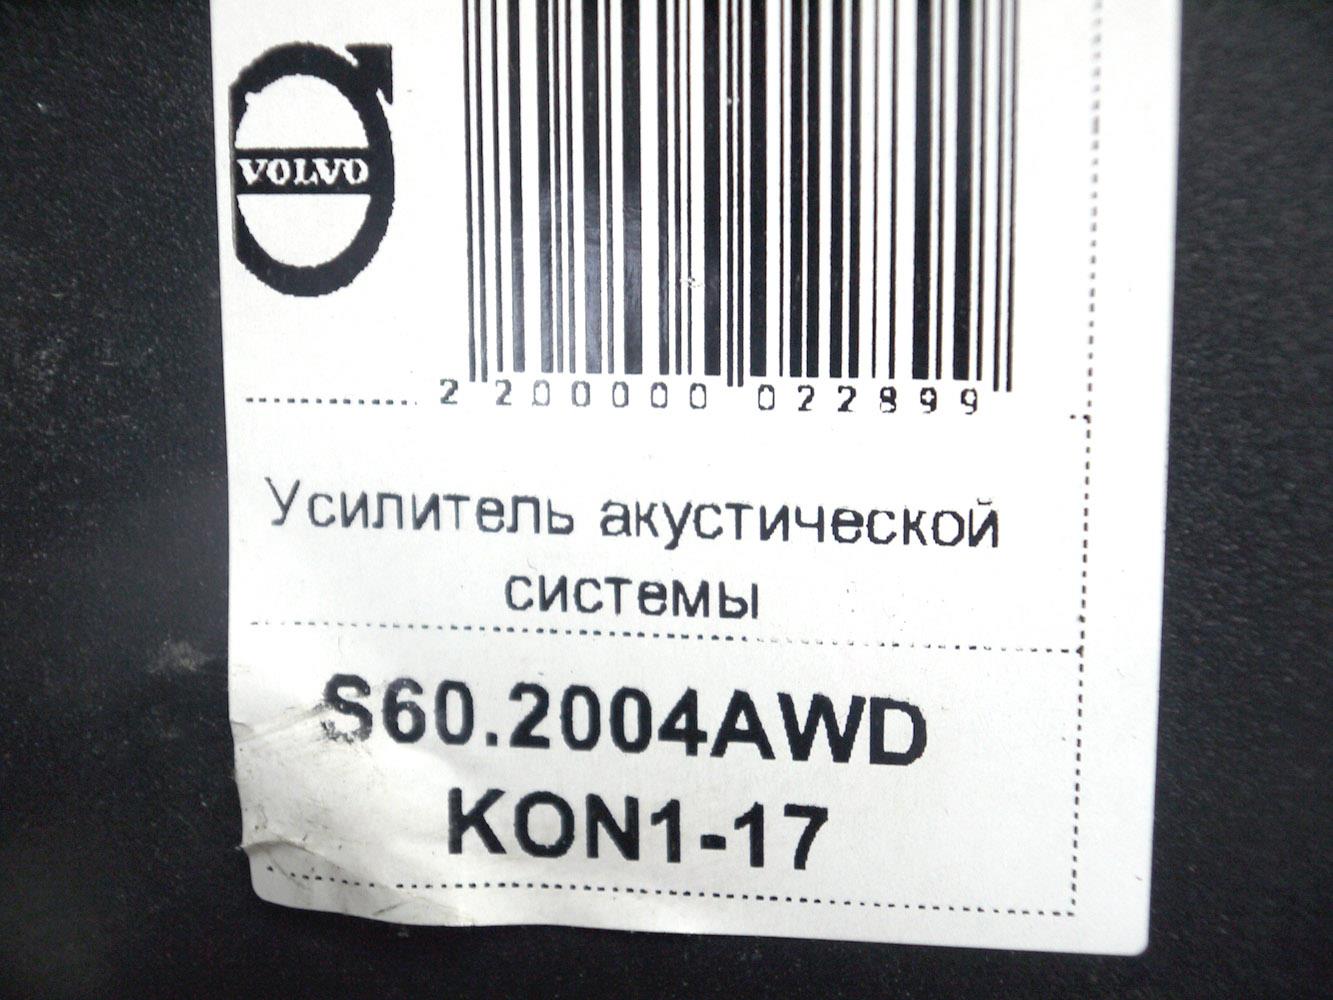 VOLVO
2 200000 022899
Усилитель акустической
системы
S60.2004AWD
KON1-17